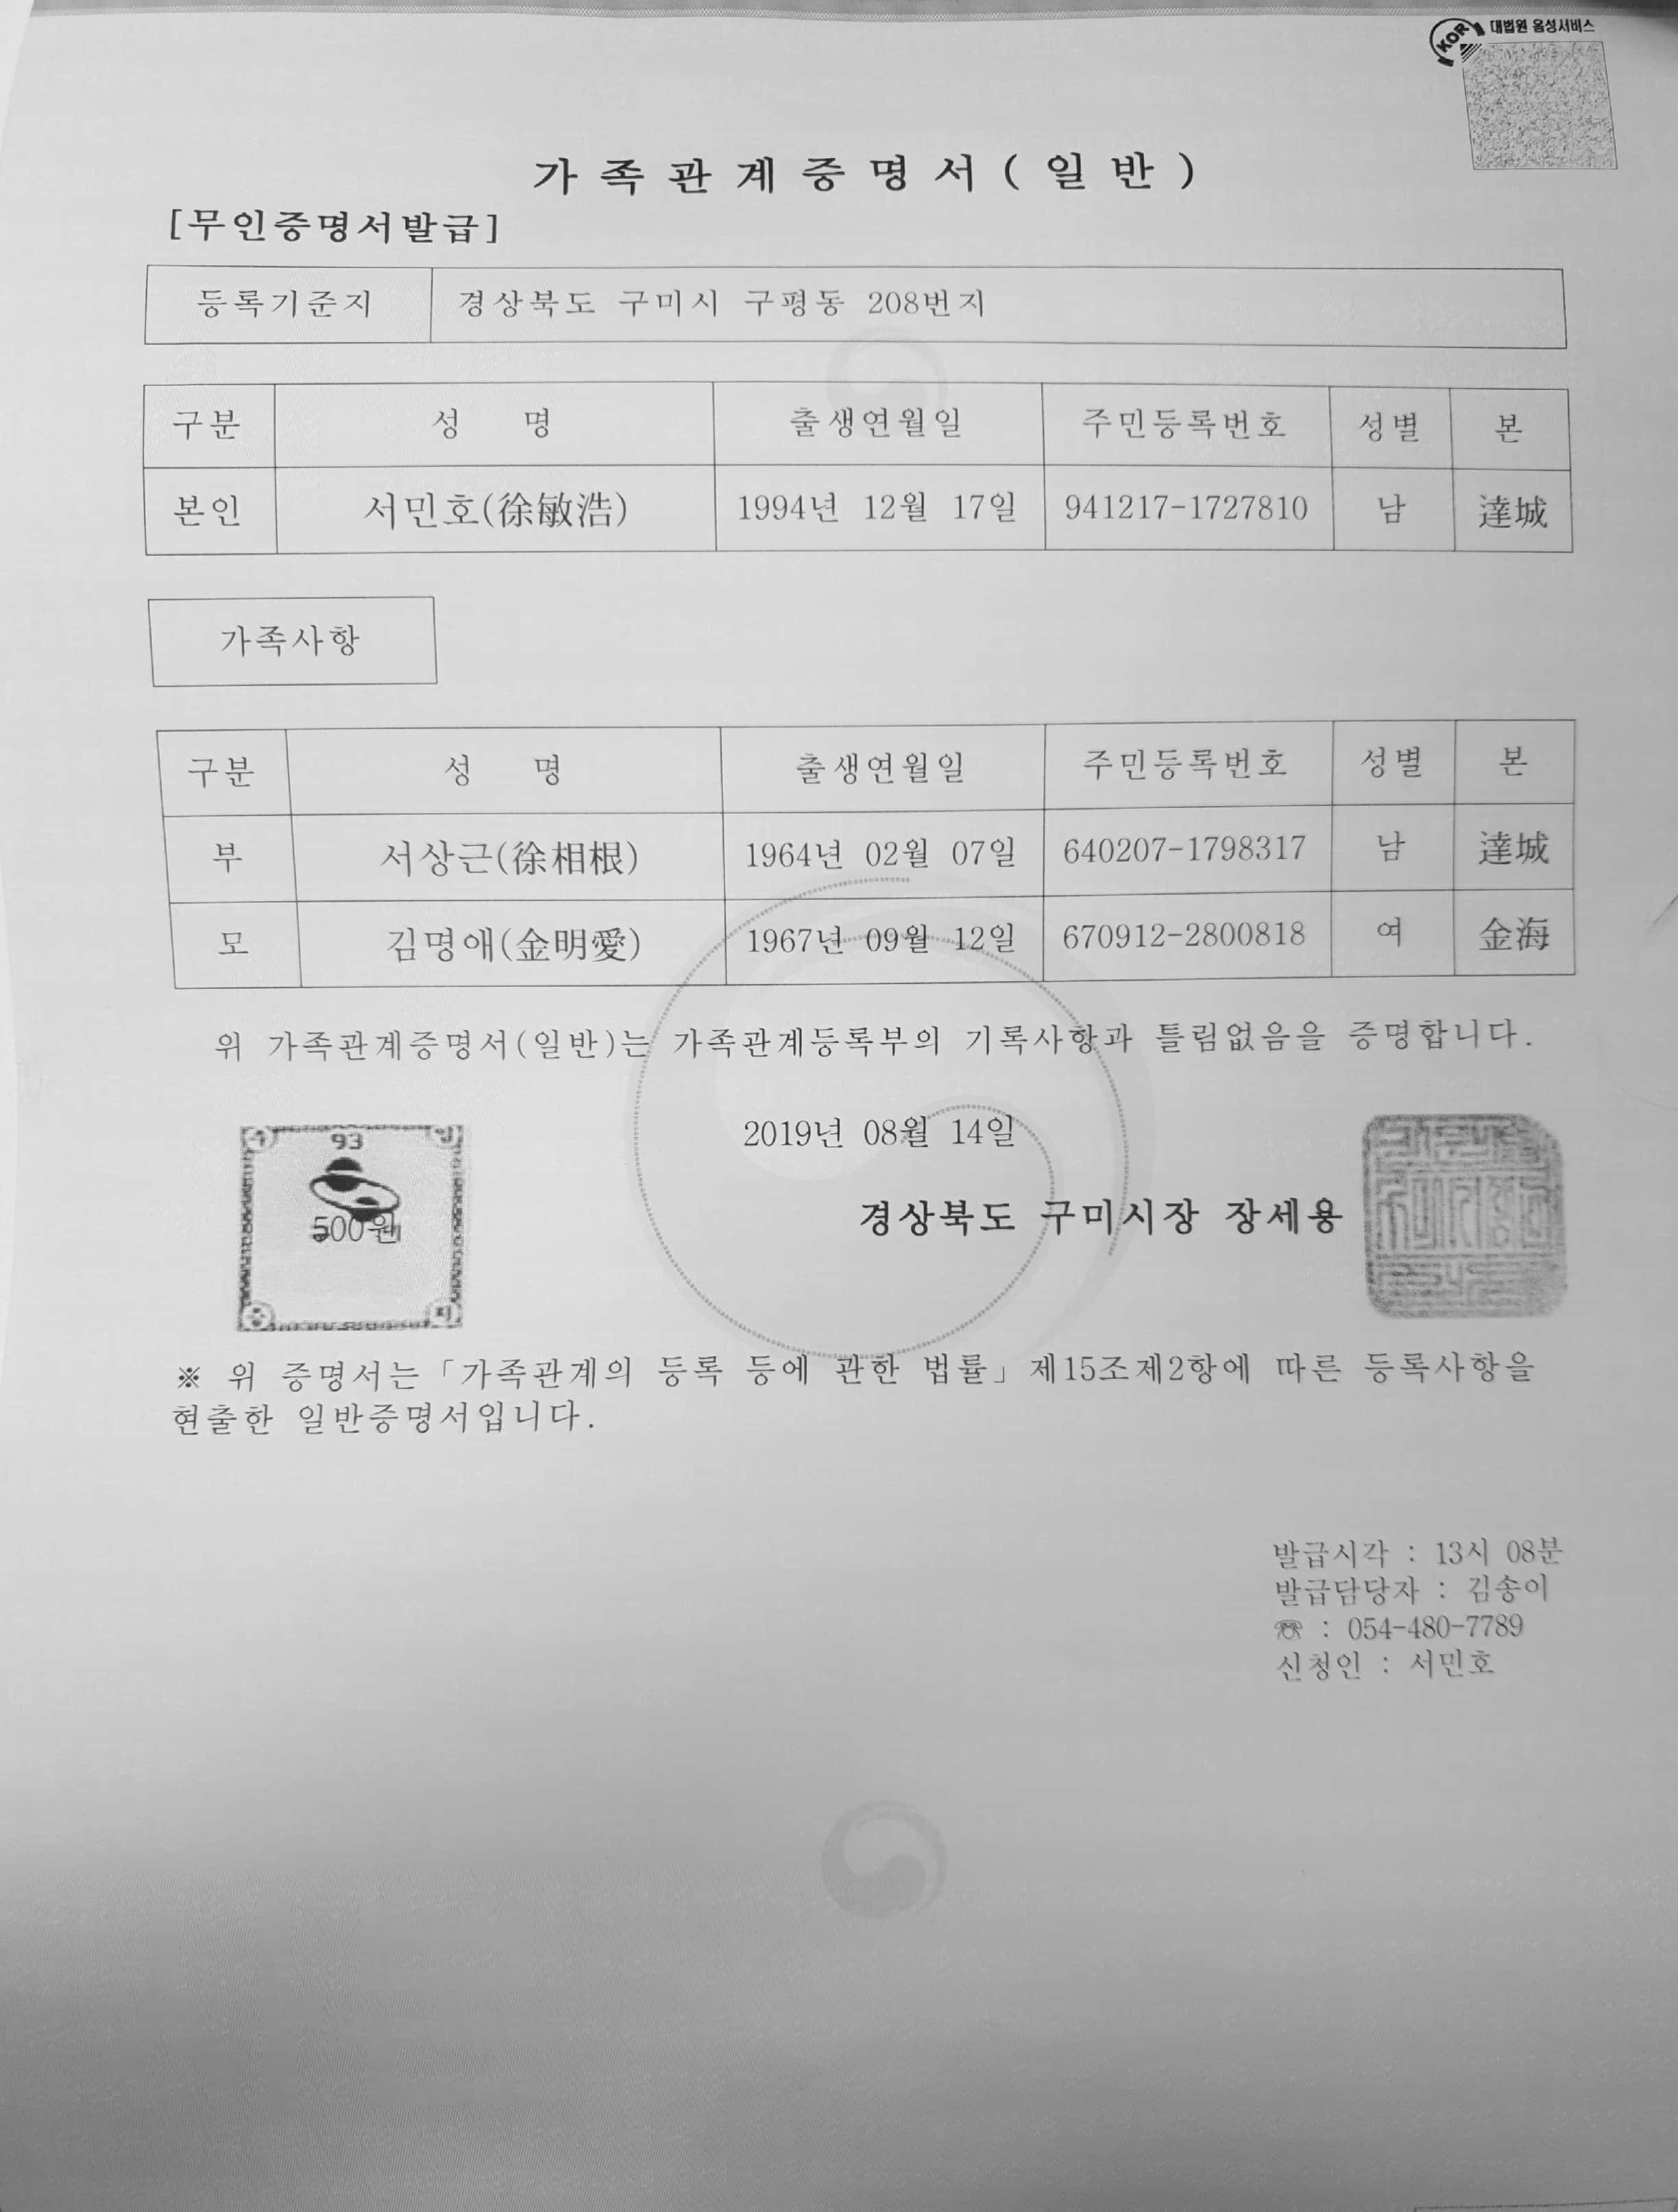 KOR 대법원 음성서비스
가족관계증명서(일반)
[무인증명서발급]
등록기준지 경상북도 구미시 구평동 208번지
구분 성 명 출생연월일 주민등록번호 성별 본
본인 서민호(徐敏浩) 1994년 12월 17일 941217-1727810 남 達城
가족사항
구분 성 명 출생연월일 주민등록번호 성별 본
부 서상근(徐相根) 1964년 02월 07일 640207-1798317 남 達城
모 김명애(金明愛) 1967년 09월 12일 670912-2800818 여 金海
위 가족관계증명서(일반)는 가족관계등록부의 기록사항과 틀림없음을 증명합니다.
2019년 08월 14일
93
500원
경상북도 구미시장 장세용
※ 위 증명서는「가족관계의 등록 등에 관한 법률」제15조제2항에 따른 등록사항을
현출한 일반증명서입니다.
발급시각 : 13시 08분
발급담당자 : 김송이
☏ : 054-480-7789
신청인 : 서민호